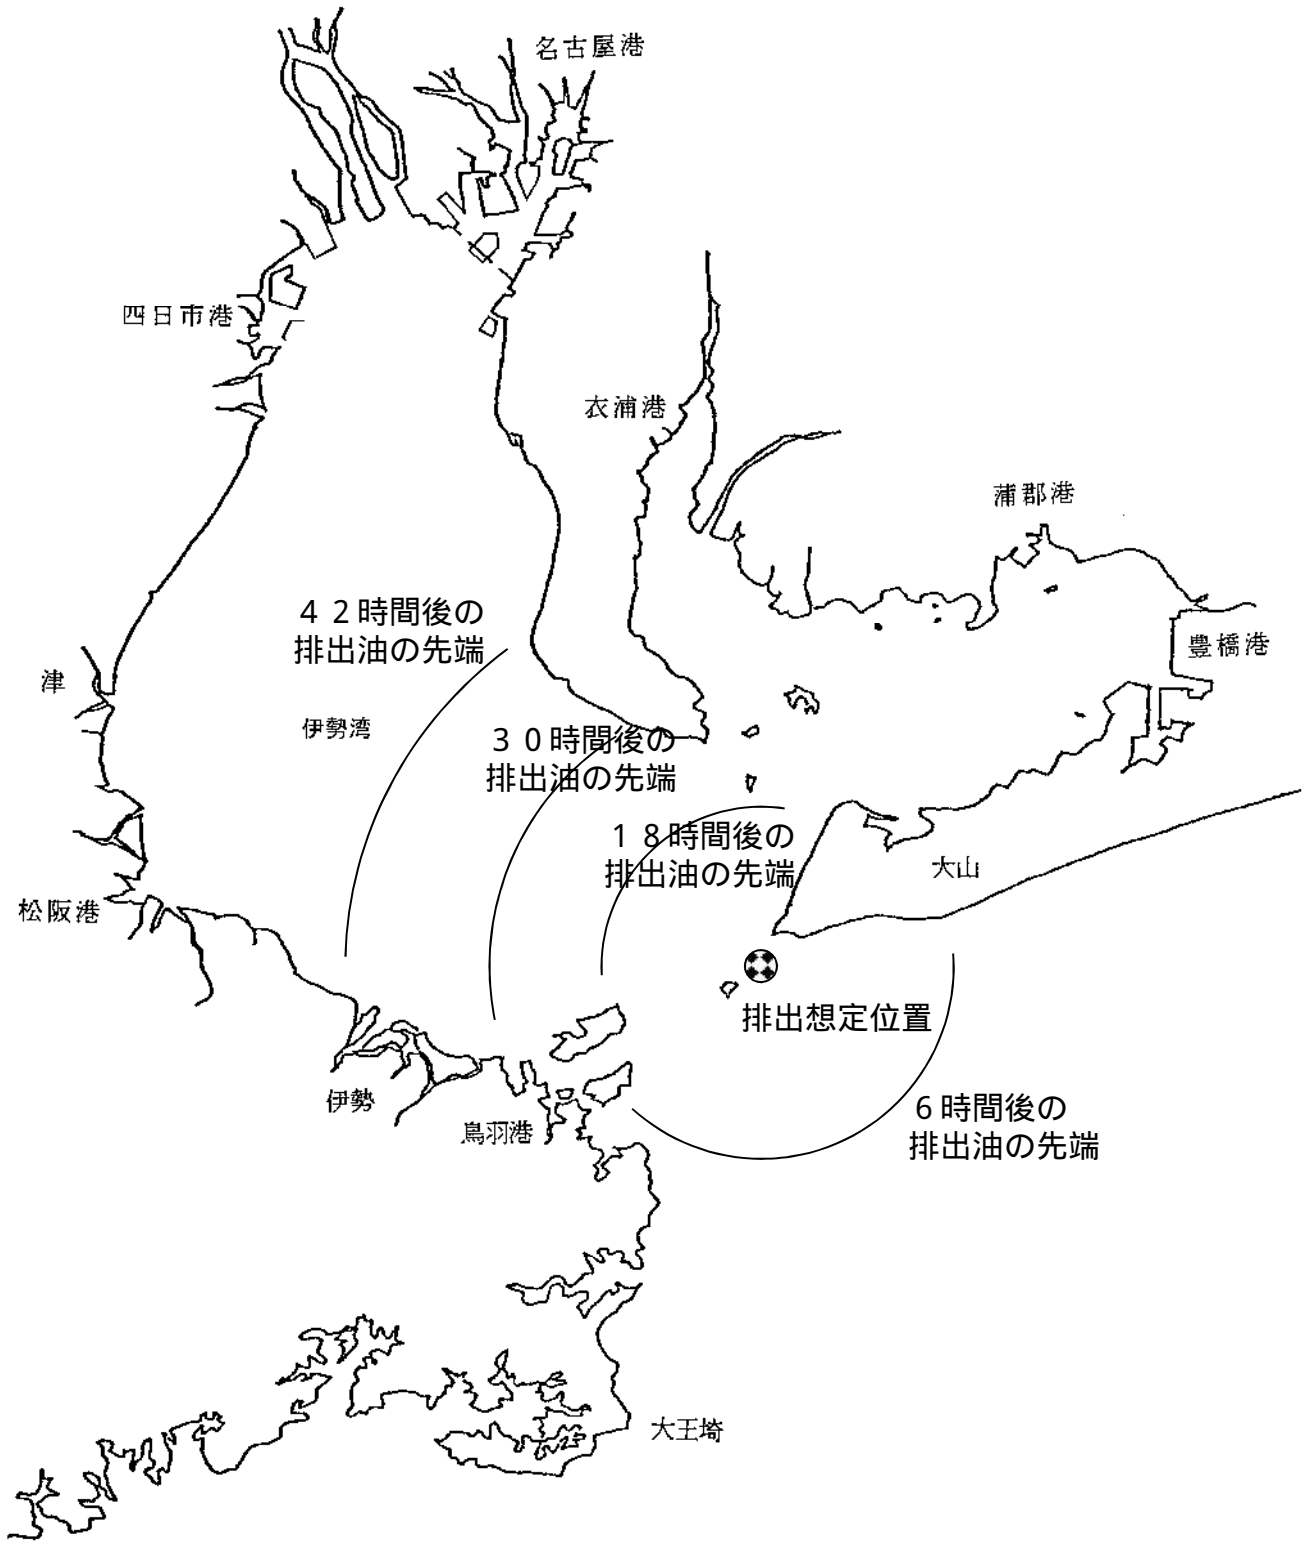 名古屋港
四日市港
衣浦港
蒲郡港
４２時間後の
排出油の先端
豊橋港
津
伊勢湾
３０時間後の
排出油の先端
１８時間後の
排出油の先端
大山
松阪港
排出想定位置
伊勢
鳥羽港
６時間後の
排出油の先端
大王埼